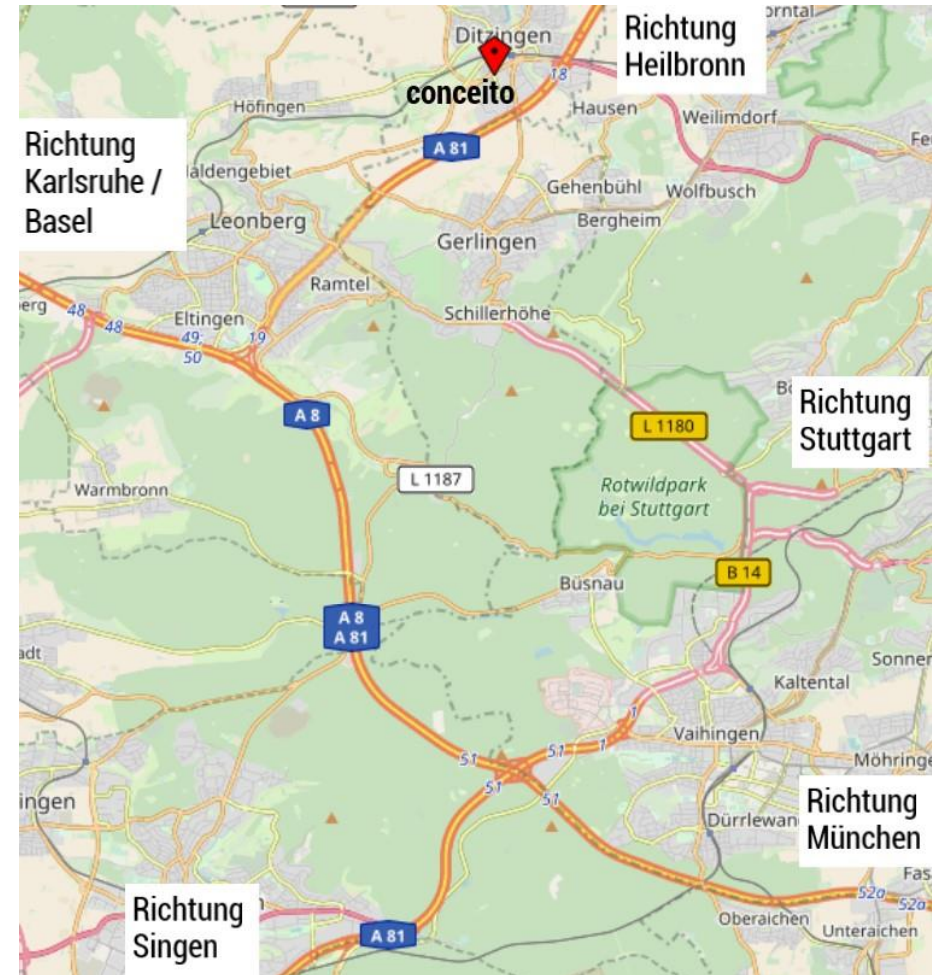 Ditzingen
conceito
18
Richtung
Heilbronn
Höfingen
Hausen
Weilimdorf
Richtung
Karlsruhe /
Basel
A 81
Gehenbühl
Wolfbusch
Bergheim
Leonberg
Gerlingen
Ramtel
Schillerhöhe
48
48
Eltingen
49;
50
19
A 8
L 1180
Richtung
Stuttgart
L 1187
Warmbronn
Rotwildpark
bei Stuttgart
B 14
Büsnau
A 8
A 81
Kaltental
1
Vaihingen
51
51
1
51
51
Richtung
München
Richtung
Singen
A 81
Oberaichen
52a
52a
Unteraichen